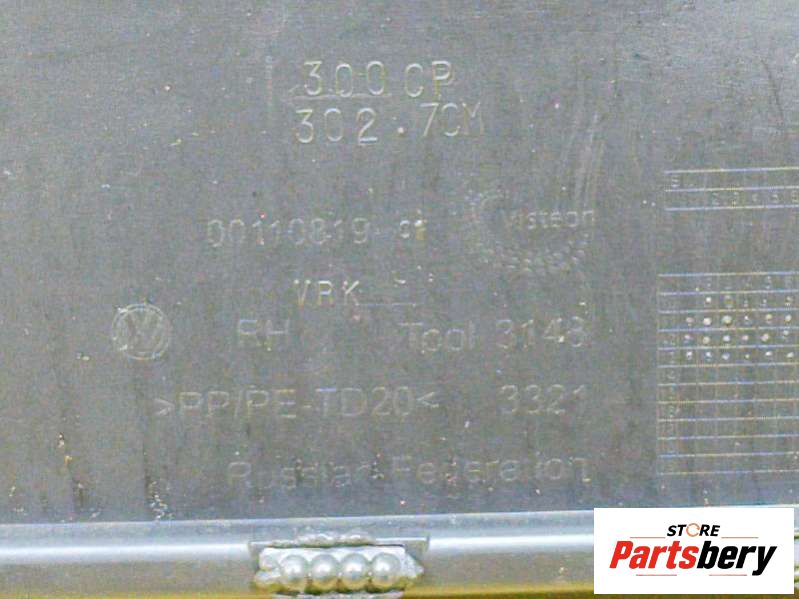 300 CP
302.7CM
00110819 01
Visteon
VRK
RH Tool 3148
>PP/PE-TD20< 3321
Russian Federation
STORE
Partsbery